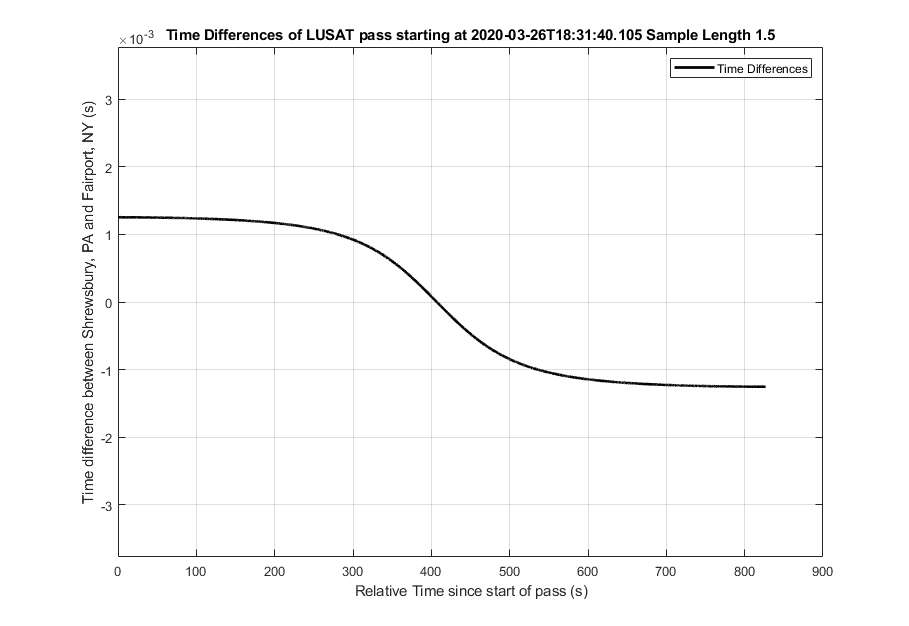 Time Differences of LUSAT pass starting at 2020-03-26T18:31:40.105 Sample Length 1.5
×10⁻³
Time Differences
Time difference between Shrewsbury, PA and Fairport, NY (s)
3
2
1
0
-1
-2
-3
0 100 200 300 400 500 600 700 800 900
Relative Time since start of pass (s)